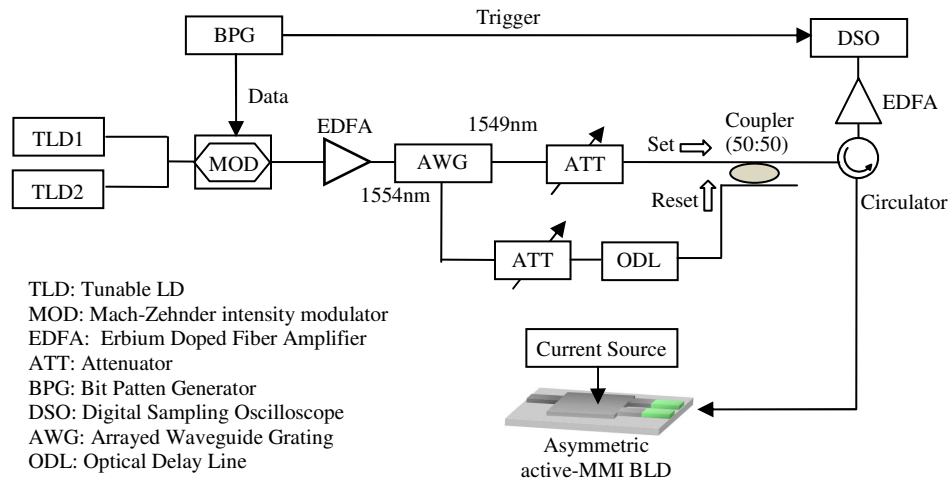 Trigger
BPG
DSO
Data
EDFA
EDFA
1549nm
Coupler
(50:50)
TLD1
Set
MOD
AWG
ATT
TLD2
1554nm
Reset
Circulator
ATT
ODL
TLD: Tunable LD
MOD: Mach-Zehnder intensity modulator
EDFA: Erbium Doped Fiber Amplifier
ATT: Attenuator
BPG: Bit Patten Generator
DSO: Digital Sampling Oscilloscope
AWG: Arrayed Waveguide Grating
ODL: Optical Delay Line
Current Source
Asymmetric
active-MMI BLD